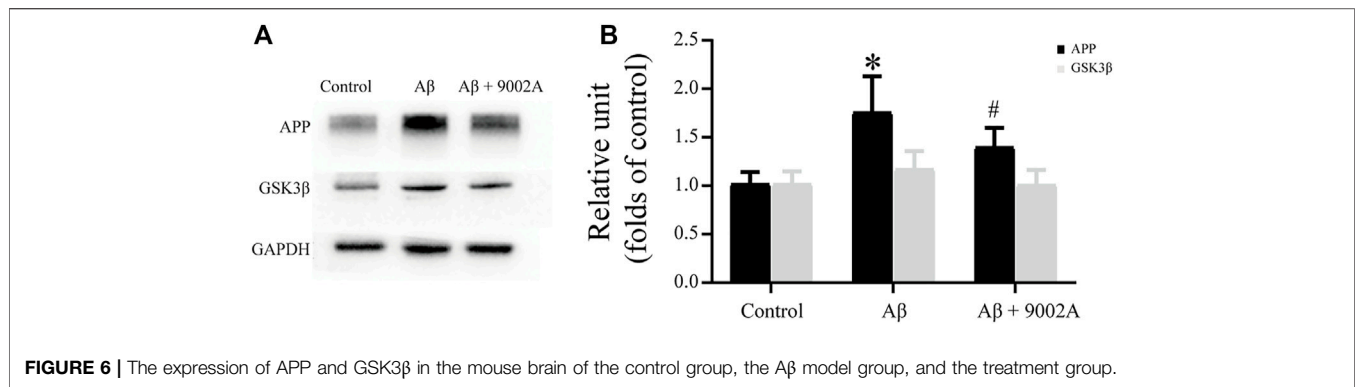 A
Control Aβ Aβ + 9002A
APP
GSK3β
GAPDH
B
Relative unit
(folds of control)
2.5
2.0
1.5
1.0
0.5
0.0
*
#
APP
GSK3β
Control Aβ Aβ + 9002A
FIGURE 6 | The expression of APP and GSK3β in the mouse brain of the control group, the Aβ model group, and the treatment group.